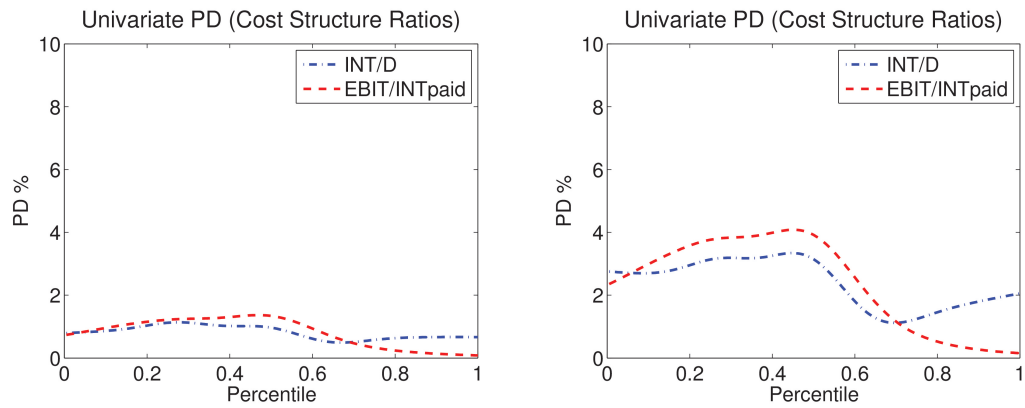 Univariate PD (Cost Structure Ratios)
10
8
6
4
2
0
PD %
INT/D
EBIT/INTpaid
0 0.2 0.4 0.6 0.8 1
Percentile
Univariate PD (Cost Structure Ratios)
10
8
6
4
2
0
PD %
INT/D
EBIT/INTpaid
0 0.2 0.4 0.6 0.8 1
Percentile